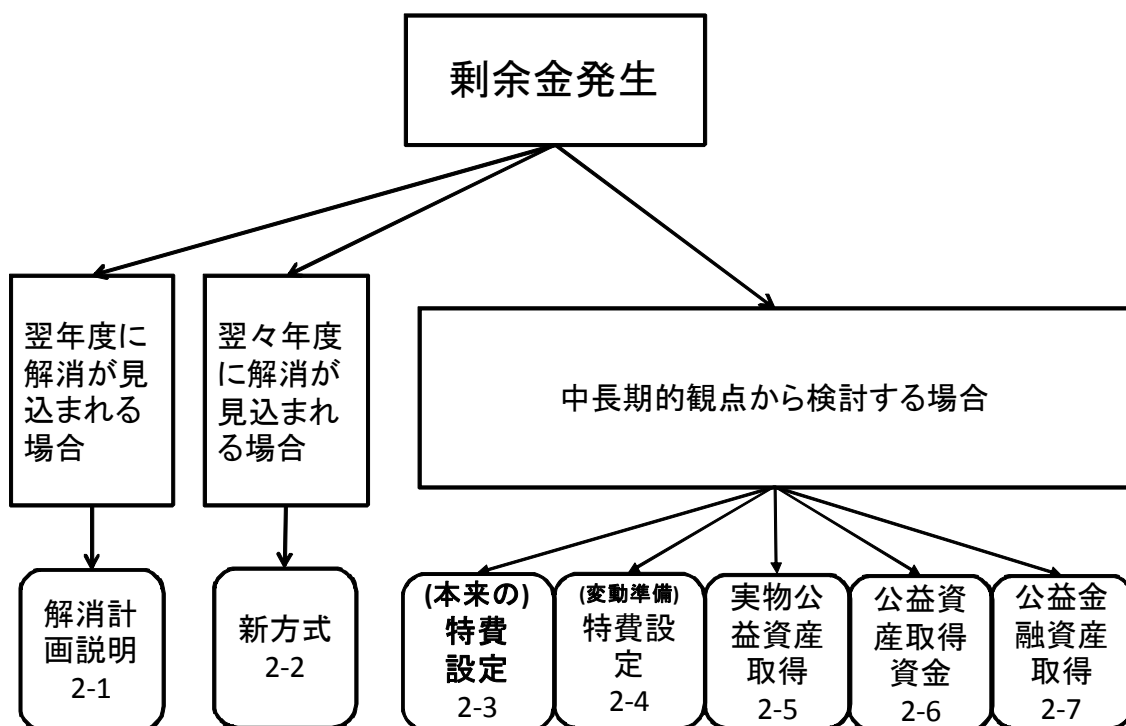 剰余金発生
翌年度に
解消が見
込まれる
場合
翌々年度
に解消が
見込まれ
る場合
中長期的観点から検討する場合
解消計
画説明
2-1
新方式
2-2
(本来の)
特費
設定
2-3
(変動準備)
特費設
定
2-4
実物公
益資産
取得
2-5
公益資
産取得
資金
2-6
公益金
融資産
取得
2-7